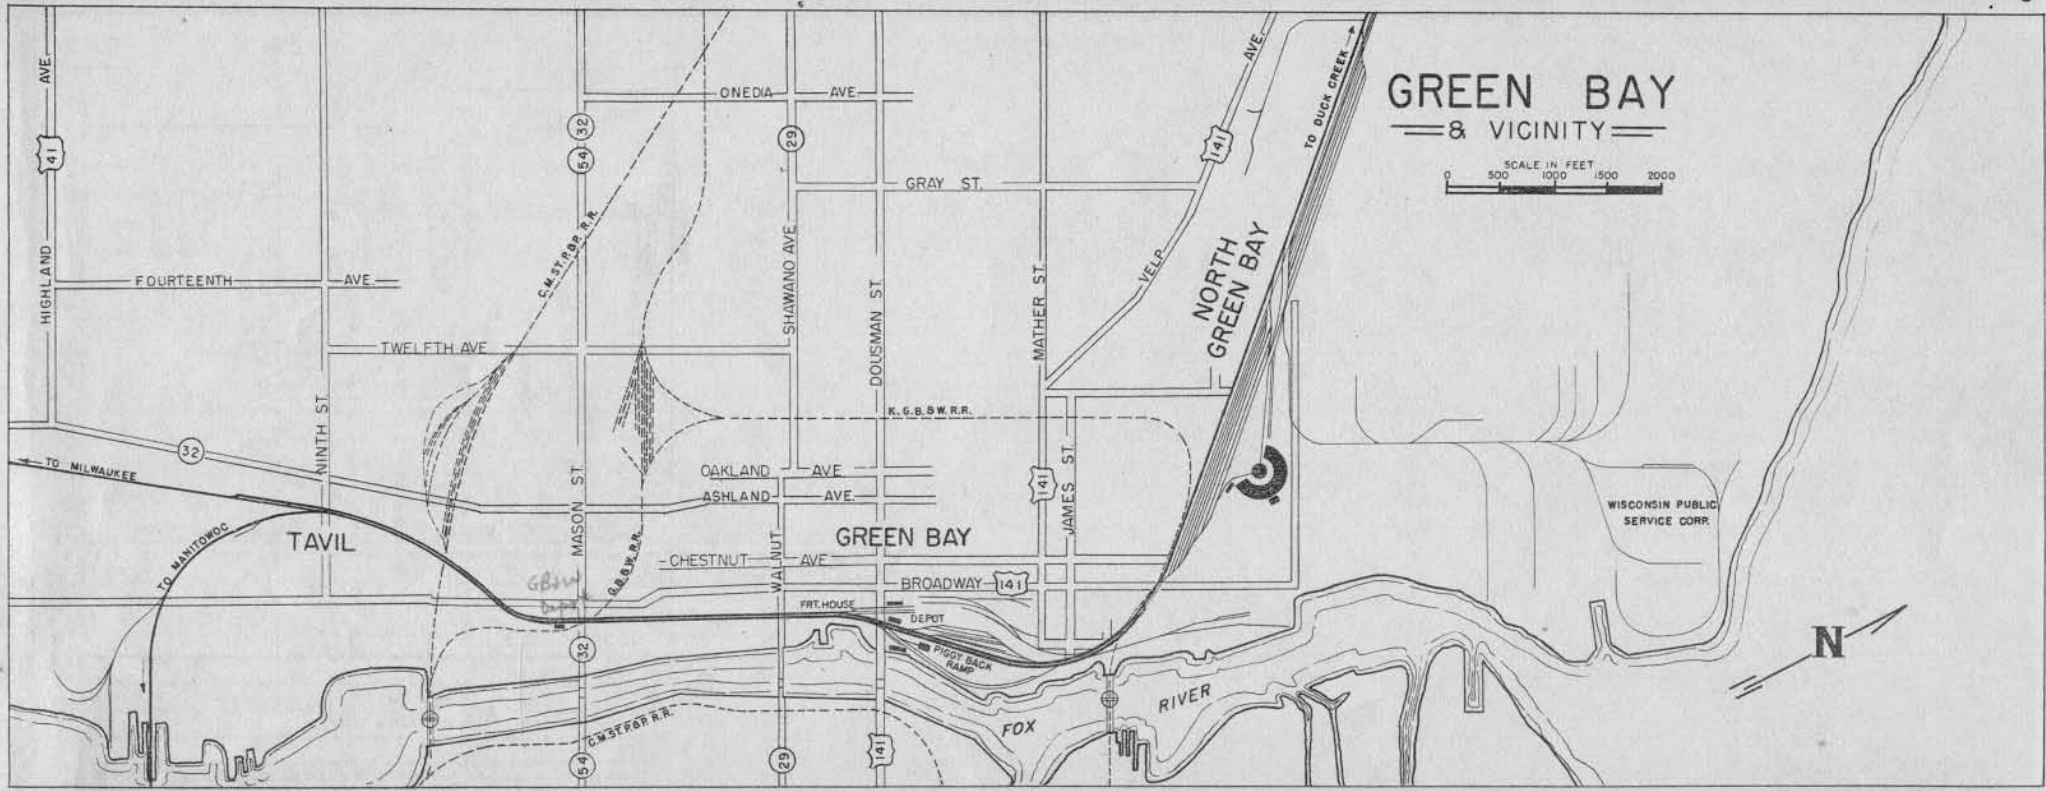 GREEN BAY
& VICINITY
SCALE IN FEET
0 500 1000 1500 2000
HIGHLAND AVE.
41
FOURTEENTH AVE.
NINTH ST.
TWELFTH AVE
32
TO MILWAUKEE
TO MANITOWOC
TAVIL
ONEDIA AVE.
32
54
C.M.ST.P.&P. R.R.
MASON ST.
29
SHAWANO AVE.
GRAY ST.
DOUSMAN ST.
MATHER ST.
VELP AVE.
141
TO DUCK CREEK
NORTH
GREEN BAY
K.G.B.&W.R.R.
OAKLAND AVE
ASHLAND AVE.
141
JAMES ST.
GREEN BAY
WALNUT
CHESTNUT AVE
BROADWAY
141
G.B.&W.R.R.
GB&W
Depot
FRT. HOUSE
DEPOT
PIGGY BACK
RAMP
WISCONSIN PUBLIC
SERVICE CORP.
32
C.M.ST.P.&P. R.R.
54
29
141
FOX RIVER
N